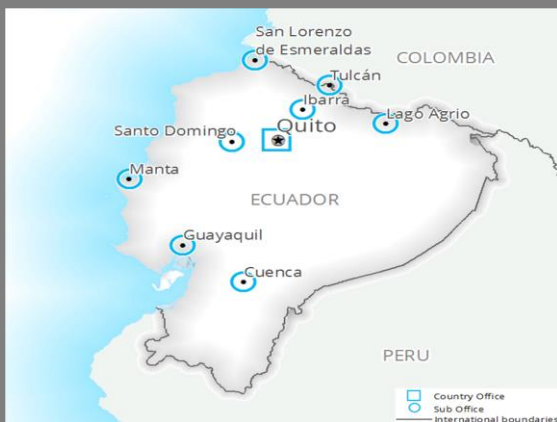 San Lorenzo
de Esmeraldas
COLOMBIA
Tulcán
Ibarra
Lago Agrio
Quito
Santo Domingo
Manta
ECUADOR
Guayaquil
Cuenca
PERU
Country Office
Sub Office
International boundaries